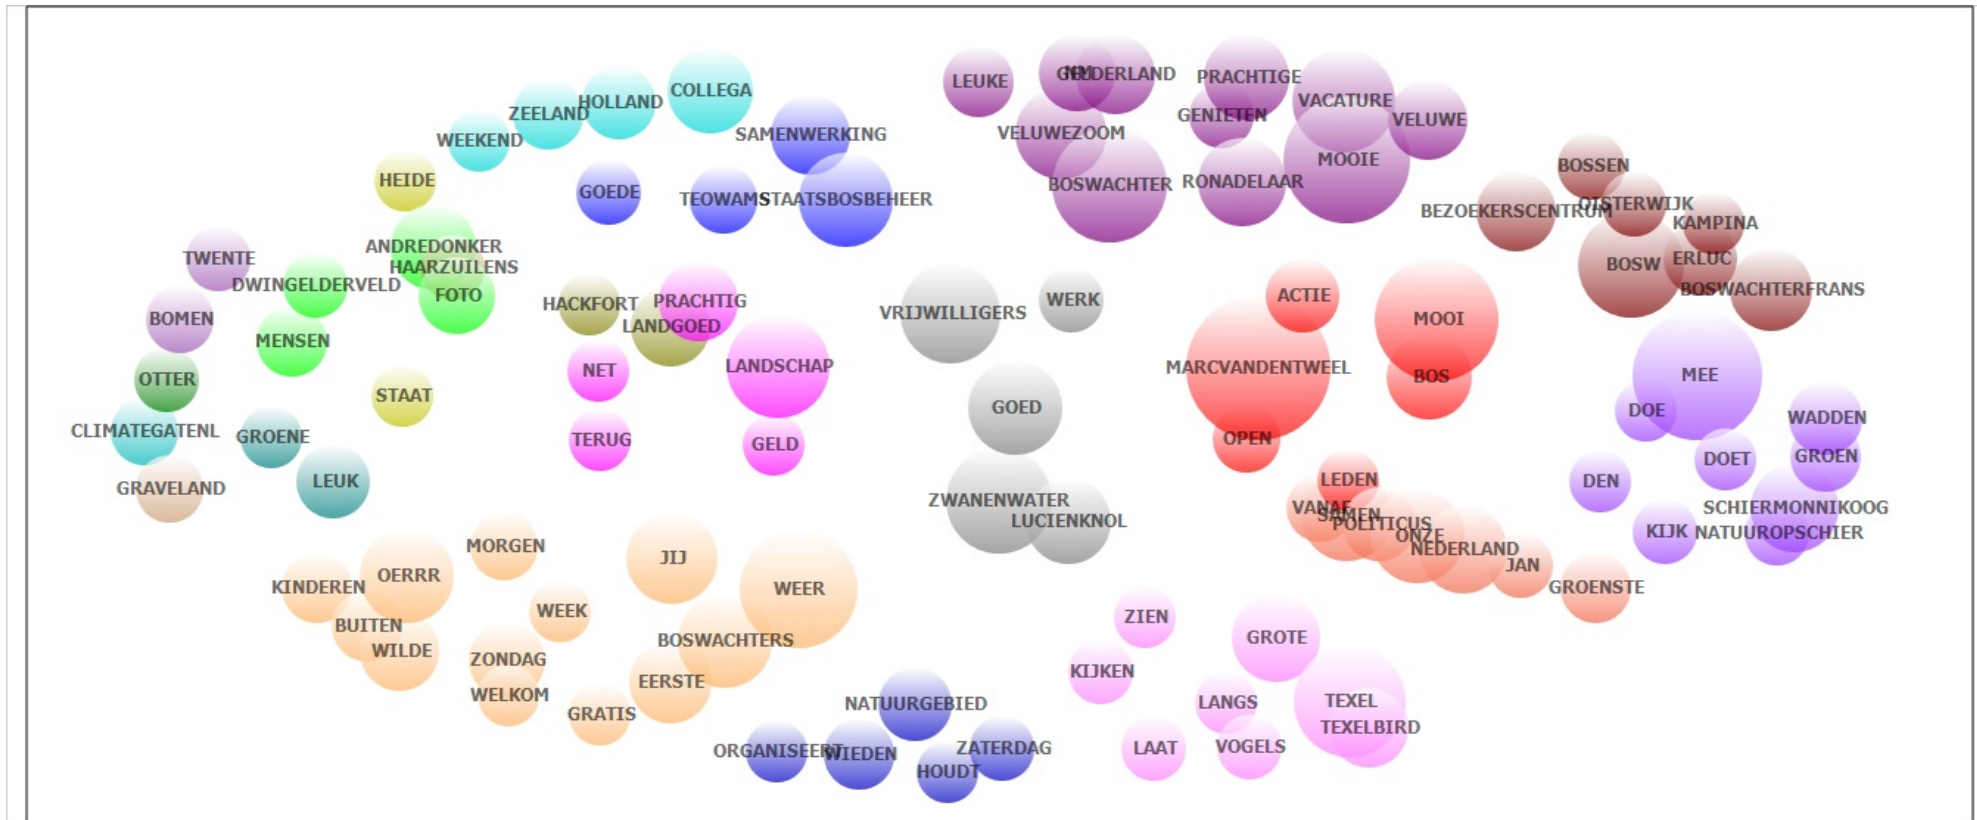 LEUKE
NM
GELDERLAND
PRACHTIGE
COLLEGA
HOLLAND
VACATURE
ZEELAND
GENIETEN
VELUWE
WEEKEND
SAMENWERKING
VELUWEZOOM
MOOIE
BOSSEN
HEIDE
BOSWACHTER
RONADELAAR
GOEDE
TEOWAM
STAATSBOSBEHEER
BEZOEKERSCENTRUM
OISTERWIJK
KAMPINA
ANDREDONKER
TWENTE
HAARZUILENS
BOSW
ERLUC
DWINGELDERVELD
FOTO
BOSWACHTERFRANS
HACKFORT
PRACHTIG
WERK
ACTIE
BOMEN
LANDGOED
VRIJWILLIGERS
MOOI
MENSEN
NET
LANDSCHAP
MARCVANDENTWEEL
BOS
MEE
OTTER
STAAT
GOED
DOE
WADDEN
CLIMATEGATENL
GROENE
TERUG
GELD
OPEN
DOET
GROEN
GRAVELAND
LEUK
LEDEN
DEN
ZWANENWATER
LUCIENKNOL
VANAF
SAMEN
POLITICUS
ONZE
SCHIERMONNIKOOG
KIJK
NATUUROPSCHIER
MORGEN
JIJ
NEDERLAND
JAN
KINDEREN
OERRR
WEER
GROENSTE
BUITEN
WEEK
ZIEN
WILDE
BOSWACHTERS
GROTE
ZONDAG
KIJKEN
WELKOM
EERSTE
GRATIS
NATUURGEBIED
LANGS
TEXEL
TEXELBIRD
ORGANISEERT
WIEDEN
ZATERDAG
LAAT
VOGELS
HOUDT